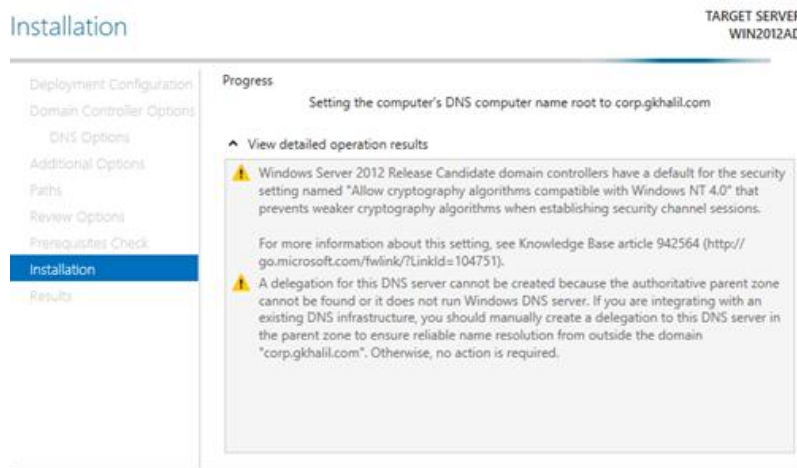 Installation
TARGET SERVER
WIN2012AD
Deployment Configuration
Domain Controller Options
DNS Options
Additional Options
Paths
Review Options
Prerequisites Check
Installation
Results
Progress
Setting the computer's DNS computer name root to corp.gkhalil.com
View detailed operation results
Windows Server 2012 Release Candidate domain controllers have a default for the security
setting named "Allow cryptography algorithms compatible with Windows NT 4.0" that
prevents weaker cryptography algorithms when establishing security channel sessions.
For more information about this setting, see Knowledge Base article 942564 (http://
go.microsoft.com/fwlink/?LinkId=104751).
A delegation for this DNS server cannot be created because the authoritative parent zone
cannot be found or it does not run Windows DNS server. If you are integrating with an
existing DNS infrastructure, you should manually create a delegation to this DNS server in
the parent zone to ensure reliable name resolution from outside the domain
"corp.gkhalil.com". Otherwise, no action is required.